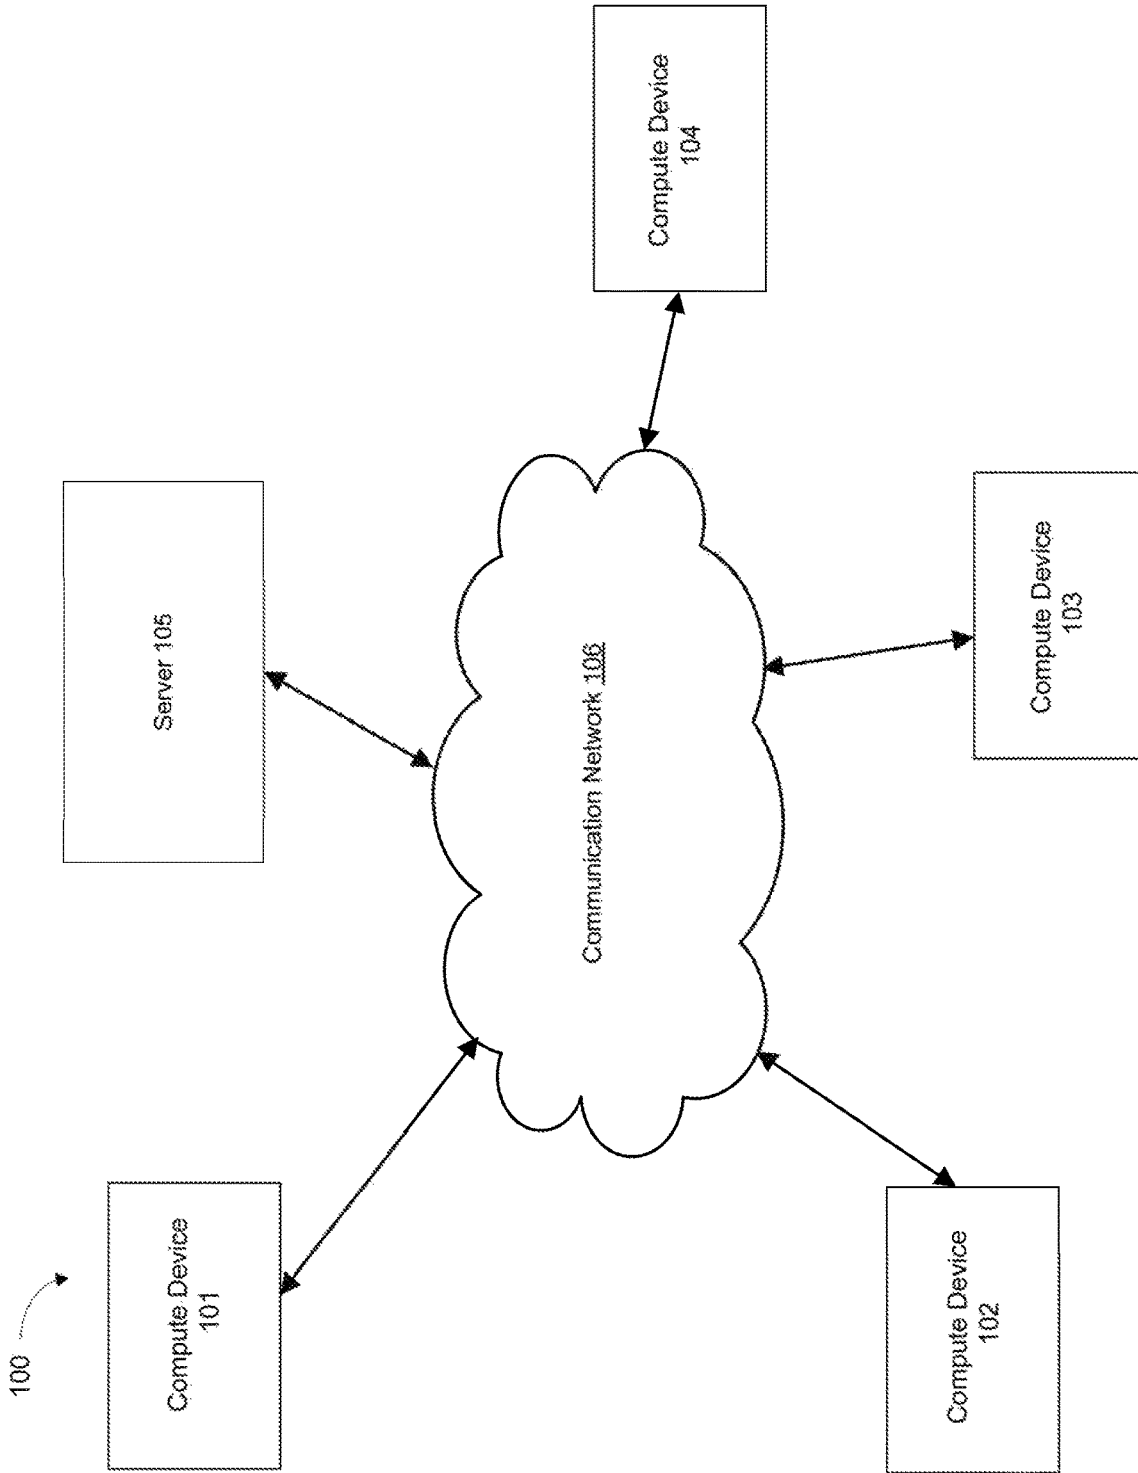 100
Server 105
Compute Device
101
Communication Network 106
Compute Device
104
Compute Device
102
Compute Device
103